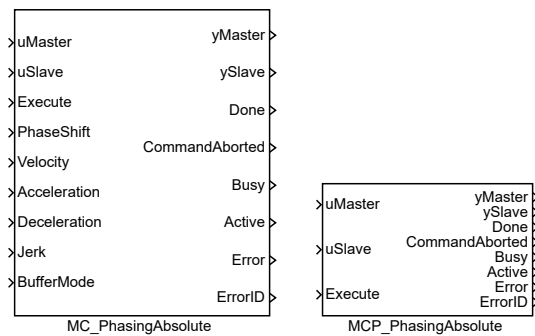 uMaster
uSlave
Execute
PhaseShift
Velocity
Acceleration
Deceleration
Jerk
BufferMode
yMaster
ySlave
Done
CommandAborted
Busy
Active
Error
ErrorID
MC_PhasingAbsolute
uMaster
uSlave
Execute
yMaster
ySlave
Done
CommandAborted
Busy
Active
Error
ErrorID
MCP_PhasingAbsolute